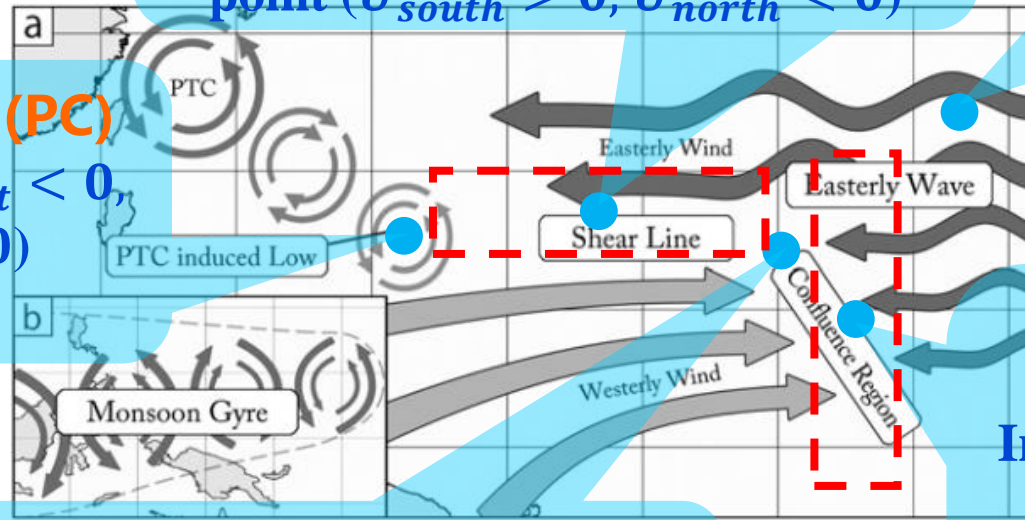 point (U_south > 0, U_north < 0)
a
PTC
(PC)
Easterly Wind
t < 0,
Easterly Wave
0)
PTC induced Low
Shear Line
b
Confluence Region
Westerly Wind
Monsoon Gyre
In